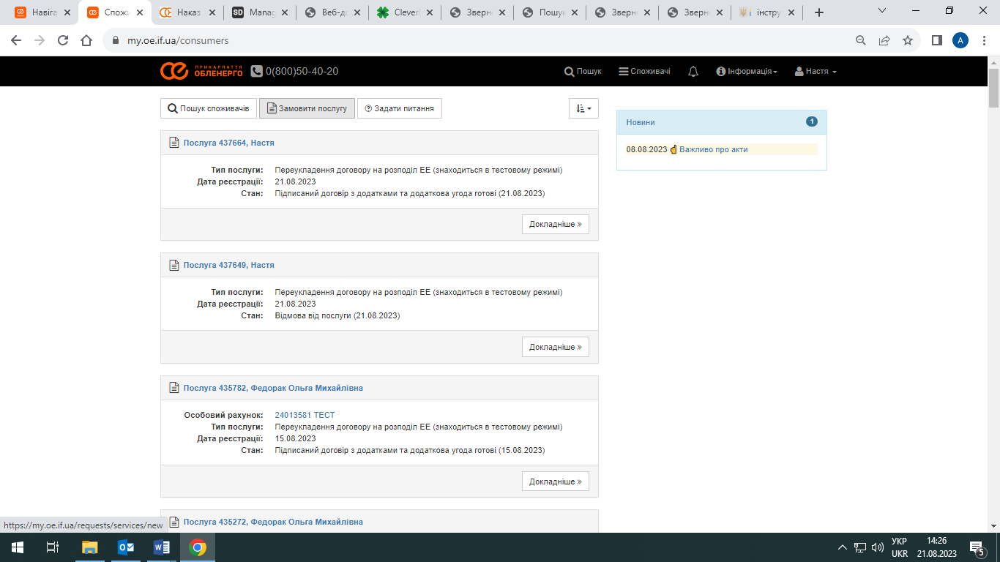 Навіга
Спожи
Наказ
Manag
Веб-до
Cleverl
Зверне
Пошук
Зверне
Зверне
інстру
my.oe.if.ua/consumers
A
ПРИКАРПАТТЯ
ОБЛЕНЕРГО
0(800)50-40-20
Пошук
Споживачі
Інформація
Настя
Пошук споживачів
Замовити послугу
Задати питання
Новини
1
08.08.2023 Важливо про акти
Послуга 437664, Настя
Тип послуги: Переукладення договору на розподіл ЕЕ (знаходиться в тестовому режимі)
Дата реєстрації: 21.08.2023
Стан: Підписаний договір з додатками та додаткова угода готові (21.08.2023)
Докладніше »
Послуга 437649, Настя
Тип послуги: Переукладення договору на розподіл ЕЕ (знаходиться в тестовому режимі)
Дата реєстрації: 21.08.2023
Стан: Відмова від послуги (21.08.2023)
Докладніше »
Послуга 435782, Федорак Ольга Михайлівна
Особовий рахунок: 24013581 ТЕСТ
Тип послуги: Переукладення договору на розподіл ЕЕ (знаходиться в тестовому режимі)
Дата реєстрації: 15.08.2023
Стан: Підписаний договір з додатками та додаткова угода готові (15.08.2023)
Докладніше »
Послуга 435272, Федорак Ольга Михайлівна
https://my.oe.if.ua/requests/services/new
УКР
UKR
14:26
21.08.2023
5